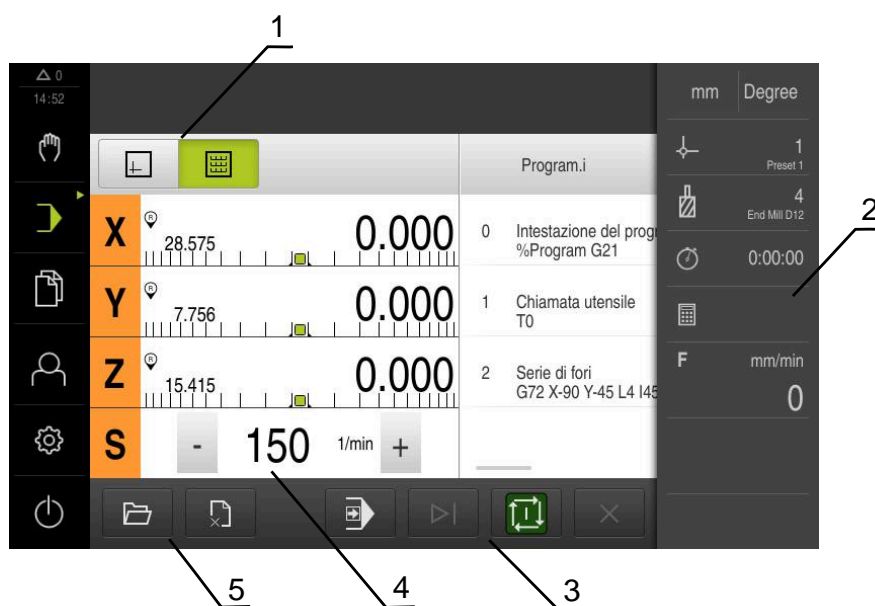 1
△ 0
14:52
mm Degree
1
Preset 1
4
End Mill D12
2
0:00:00
F mm/min
0
Program.i
X R 28.575 0.000
Y R 7.756 0.000
Z R 15.415 0.000
S - 150 1/min +
0 Intestazione del progr
%Program G21
1 Chiamata utensile
T0
2 Serie di fori
G72 X-90 Y-45 L4 I45
5 4 3